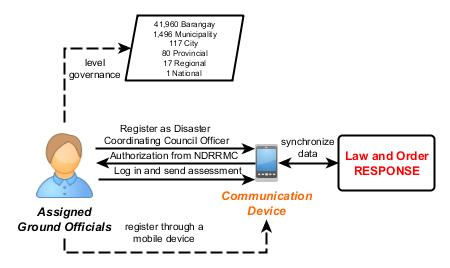 41,960 Barangay
1,496 Municipality
117 City
80 Provincial
17 Regional
1 National
level
governance
Register as Disaster
Coordinating Council Officer
Authorization from NDRRMC
Log in and send assessment
synchronize
data
Law and Order
RESPONSE
Communication
Device
Assigned
Ground Officials
register through a
mobile device